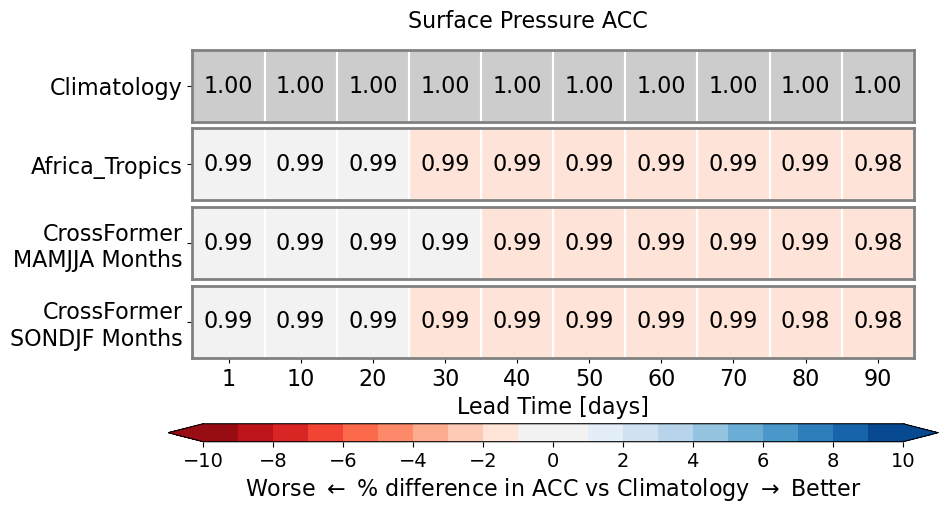 Surface Pressure ACC
Climatology 1.00 1.00 1.00 1.00 1.00 1.00 1.00 1.00 1.00 1.00
Africa_Tropics 0.99 0.99 0.99 0.99 0.99 0.99 0.99 0.99 0.99 0.98
CrossFormer
MAMJJA Months 0.99 0.99 0.99 0.99 0.99 0.99 0.99 0.99 0.99 0.98
CrossFormer
SONDJF Months 0.99 0.99 0.99 0.99 0.99 0.99 0.99 0.99 0.98 0.98
1 10 20 30 40 50 60 70 80 90
Lead Time [days]
−10 −8 −6 −4 −2 0 2 4 6 8 10
Worse ← % difference in ACC vs Climatology → Better